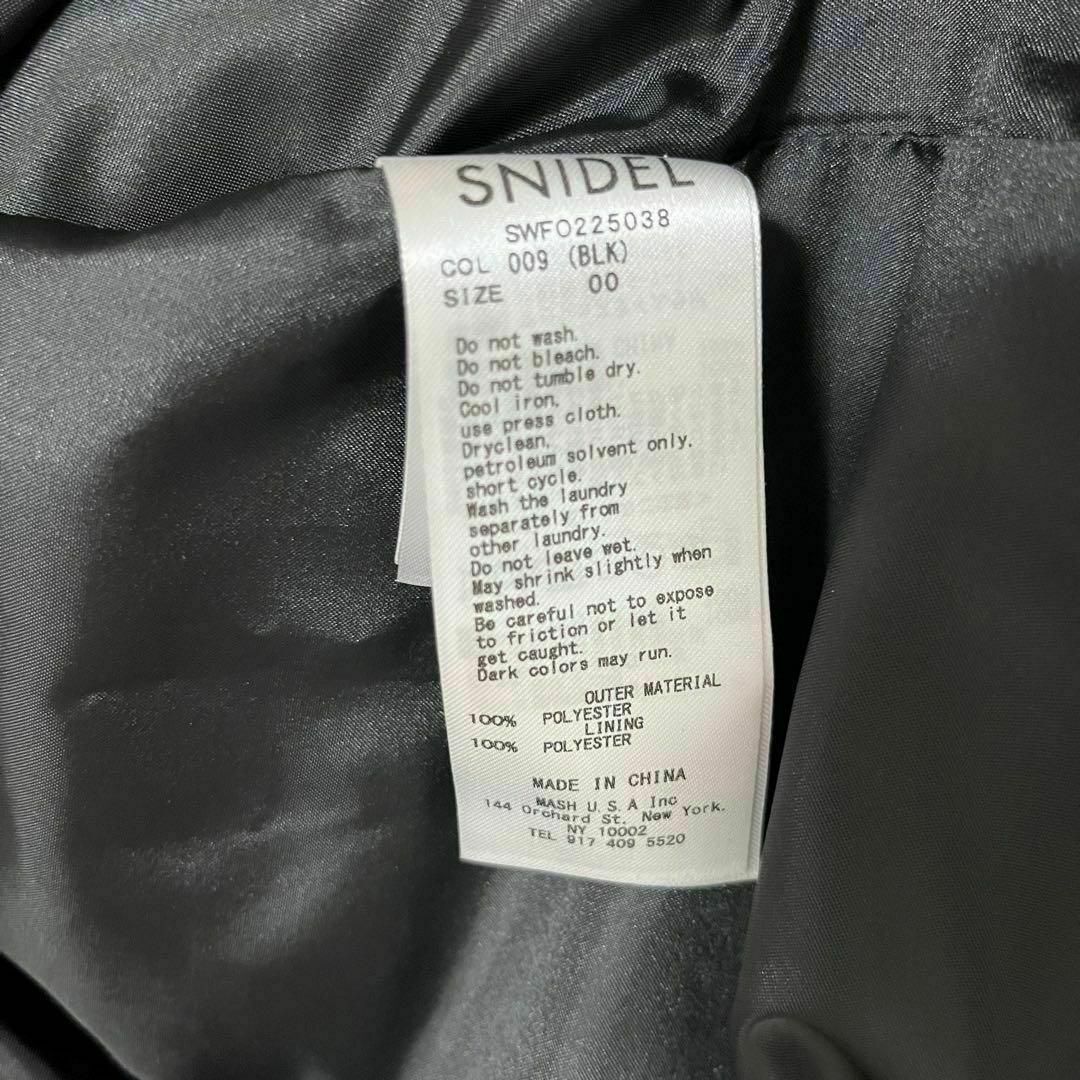 SNIDEL
SWFO225038
COL 009 (BLK)
SIZE 00
Do not wash.
Do not bleach.
Do not tumble dry.
Cool iron.
use press cloth.
Dryclean.
petroleum solvent only.
short cycle.
Wash the laundry
separately from
other laundry.
Do not leave wet.
May shrink slightly when
washed.
Be careful not to expose
to friction or let it
get caught.
Dark colors may run.
OUTER MATERIAL
100% POLYESTER
LINING
100% POLYESTER
MADE IN CHINA
MASH U.S.A Inc
144 Orchard St. New York.
NY 10002
TEL 917 409 5520